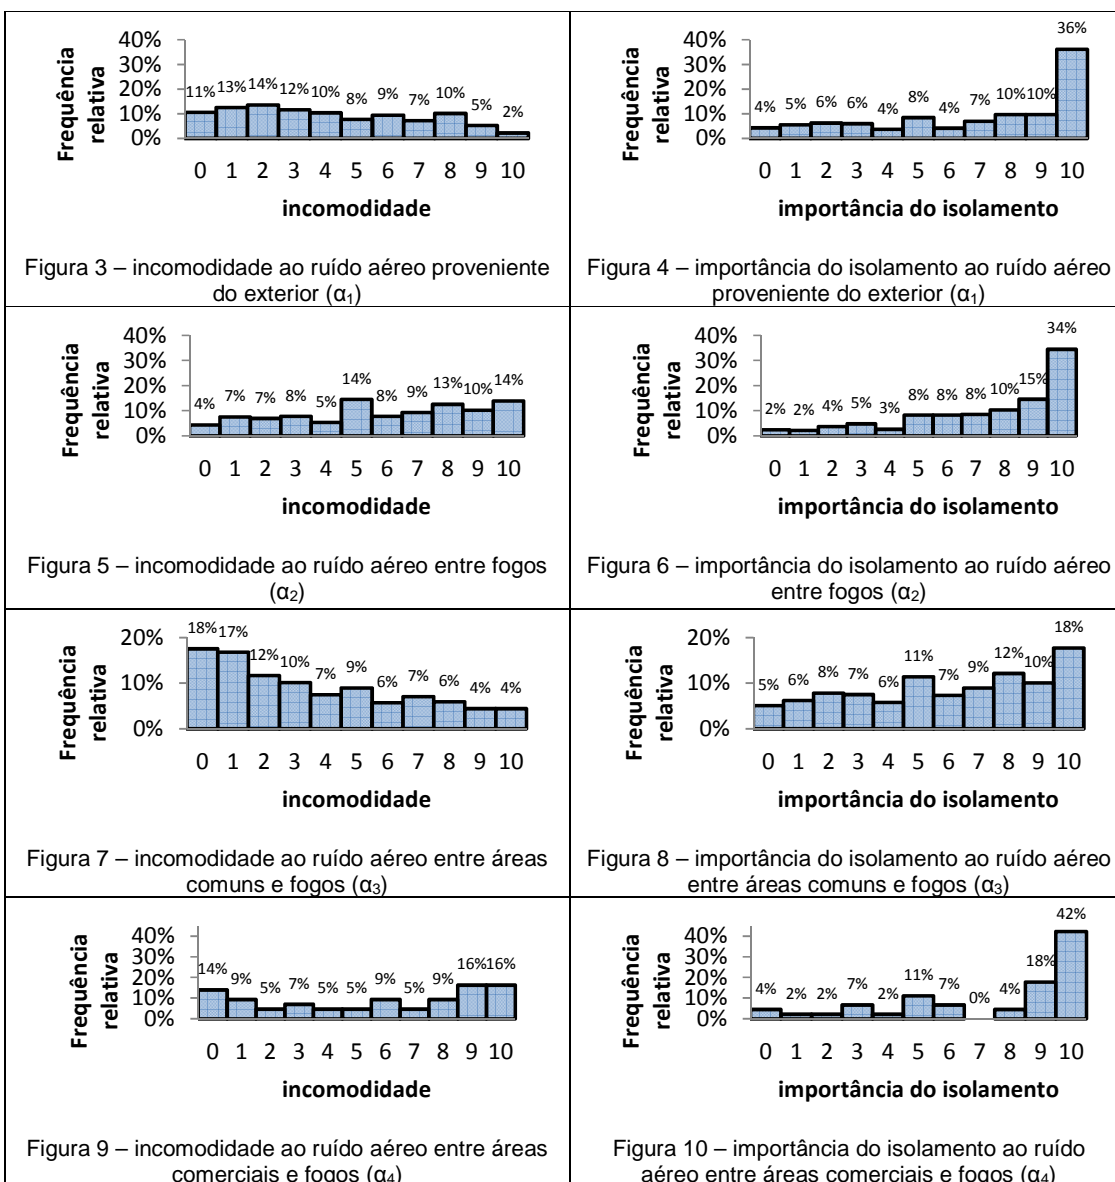 Frequência
relativa
40%
30%
20%
10%
0%
11% 13% 14% 12% 10% 8% 9% 7% 10% 5% 2%
0 1 2 3 4 5 6 7 8 9 10
incomodidade
Figura 3 – incomodidade ao ruído aéreo proveniente
do exterior (α₁)
Frequência
relativa
40%
30%
20%
10%
0%
4% 5% 6% 6% 4% 8% 4% 7% 10% 10% 36%
0 1 2 3 4 5 6 7 8 9 10
importância do isolamento
Figura 4 – importância do isolamento ao ruído aéreo
proveniente do exterior (α₁)
Frequência
relativa
40%
30%
20%
10%
0%
4% 7% 7% 8% 5% 14% 8% 9% 13% 10% 14%
0 1 2 3 4 5 6 7 8 9 10
incomodidade
Figura 5 – incomodidade ao ruído aéreo entre fogos
(α₂)
Frequência
relativa
40%
30%
20%
10%
0%
2% 2% 4% 5% 3% 8% 8% 8% 10% 15% 34%
0 1 2 3 4 5 6 7 8 9 10
importância do isolamento
Figura 6 – importância do isolamento ao ruído aéreo
entre fogos (α₂)
Frequência
relativa
20%
10%
0%
18% 17% 12% 10% 7% 9% 6% 7% 6% 4% 4%
0 1 2 3 4 5 6 7 8 9 10
incomodidade
Figura 7 – incomodidade ao ruído aéreo entre áreas
comuns e fogos (α₃)
Frequência
relativa
20%
10%
0%
5% 6% 8% 7% 6% 11% 7% 9% 12% 10% 18%
0 1 2 3 4 5 6 7 8 9 10
importância do isolamento
Figura 8 – importância do isolamento ao ruído aéreo
entre áreas comuns e fogos (α₃)
Frequência
relativa
40%
30%
20%
10%
0%
14% 9% 5% 7% 5% 5% 9% 5% 9% 16% 16%
0 1 2 3 4 5 6 7 8 9 10
incomodidade
Figura 9 – incomodidade ao ruído aéreo entre áreas
comerciais e fogos (α₄)
Frequência
relativa
40%
30%
20%
10%
0%
4% 2% 2% 7% 2% 11% 7% 0% 4% 18% 42%
0 1 2 3 4 5 6 7 8 9 10
importância do isolamento
Figura 10 – importância do isolamento ao ruído
aéreo entre áreas comerciais e fogos (α₄)